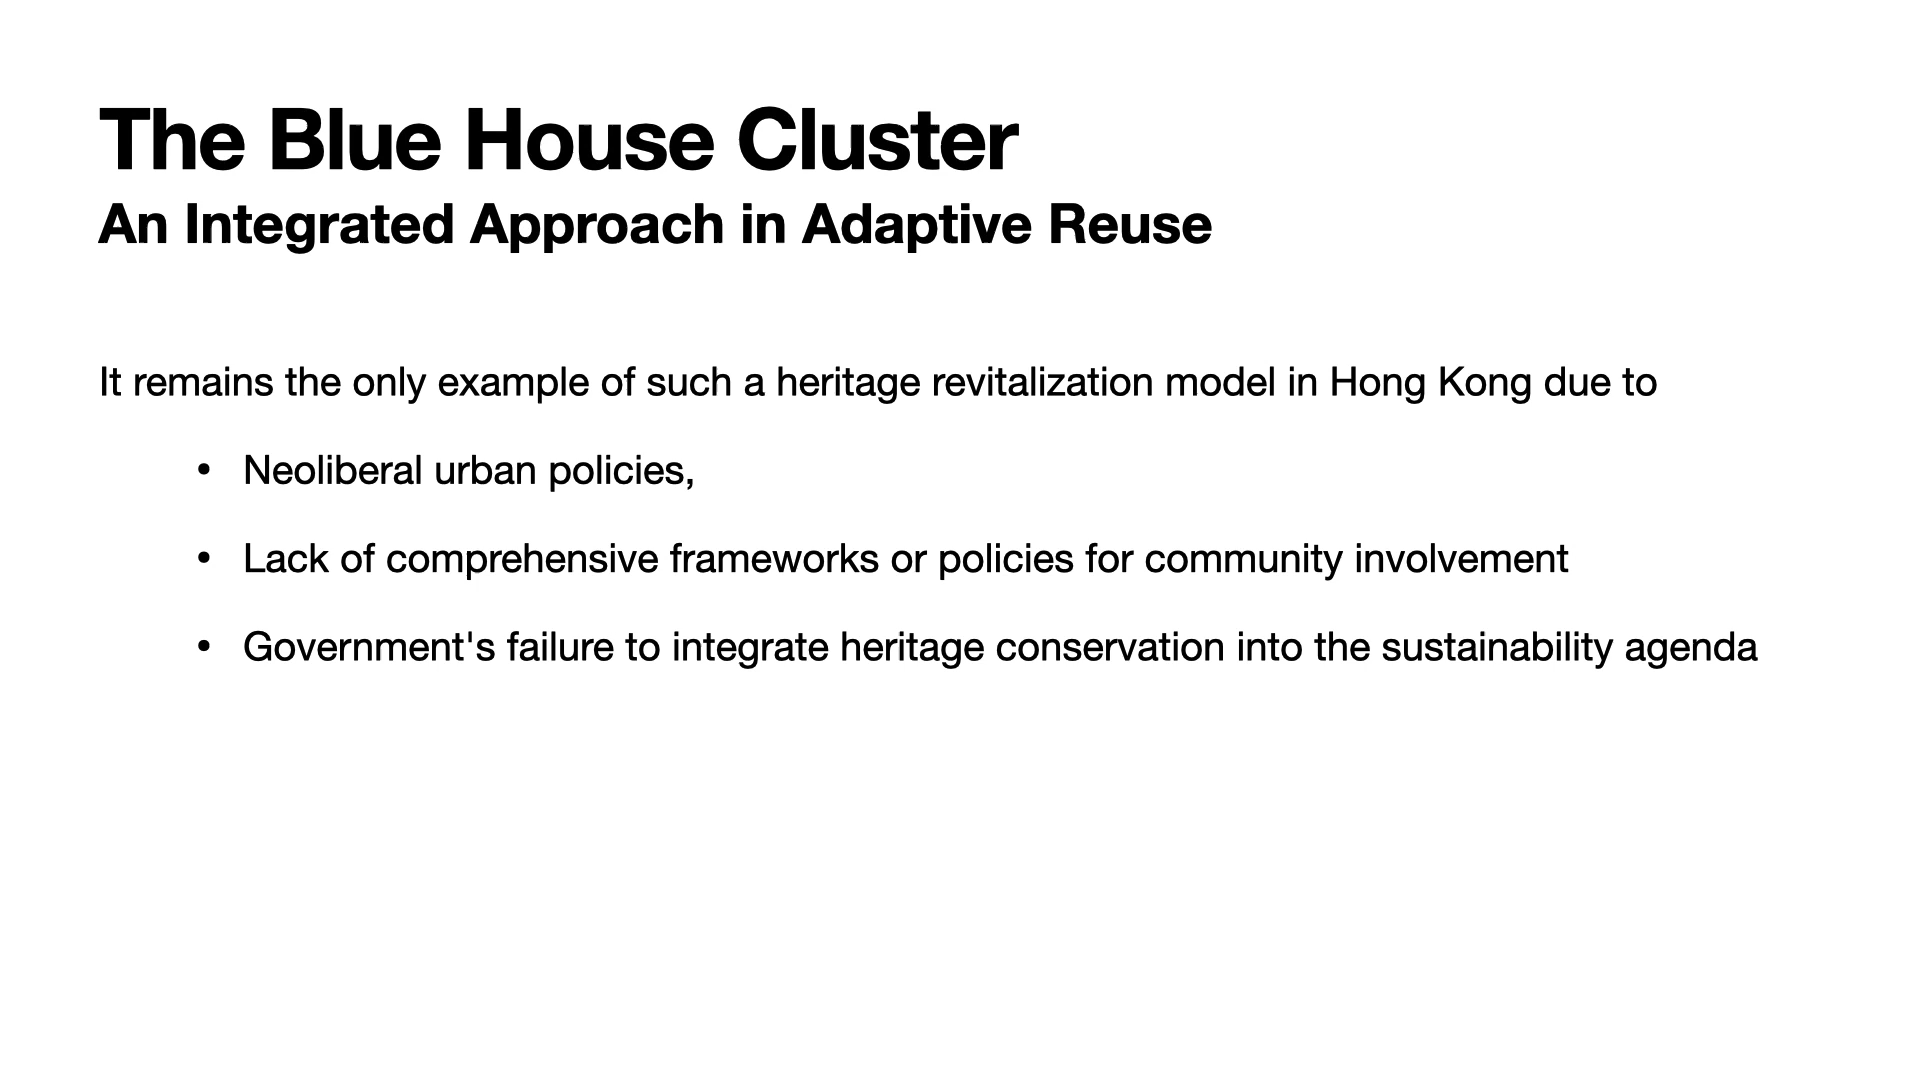 The Blue House Cluster
An Integrated Approach in Adaptive Reuse
It remains the only example of such a heritage revitalization model in Hong Kong due to
• Neoliberal urban policies,
• Lack of comprehensive frameworks or policies for community involvement
• Government's failure to integrate heritage conservation into the sustainability agenda